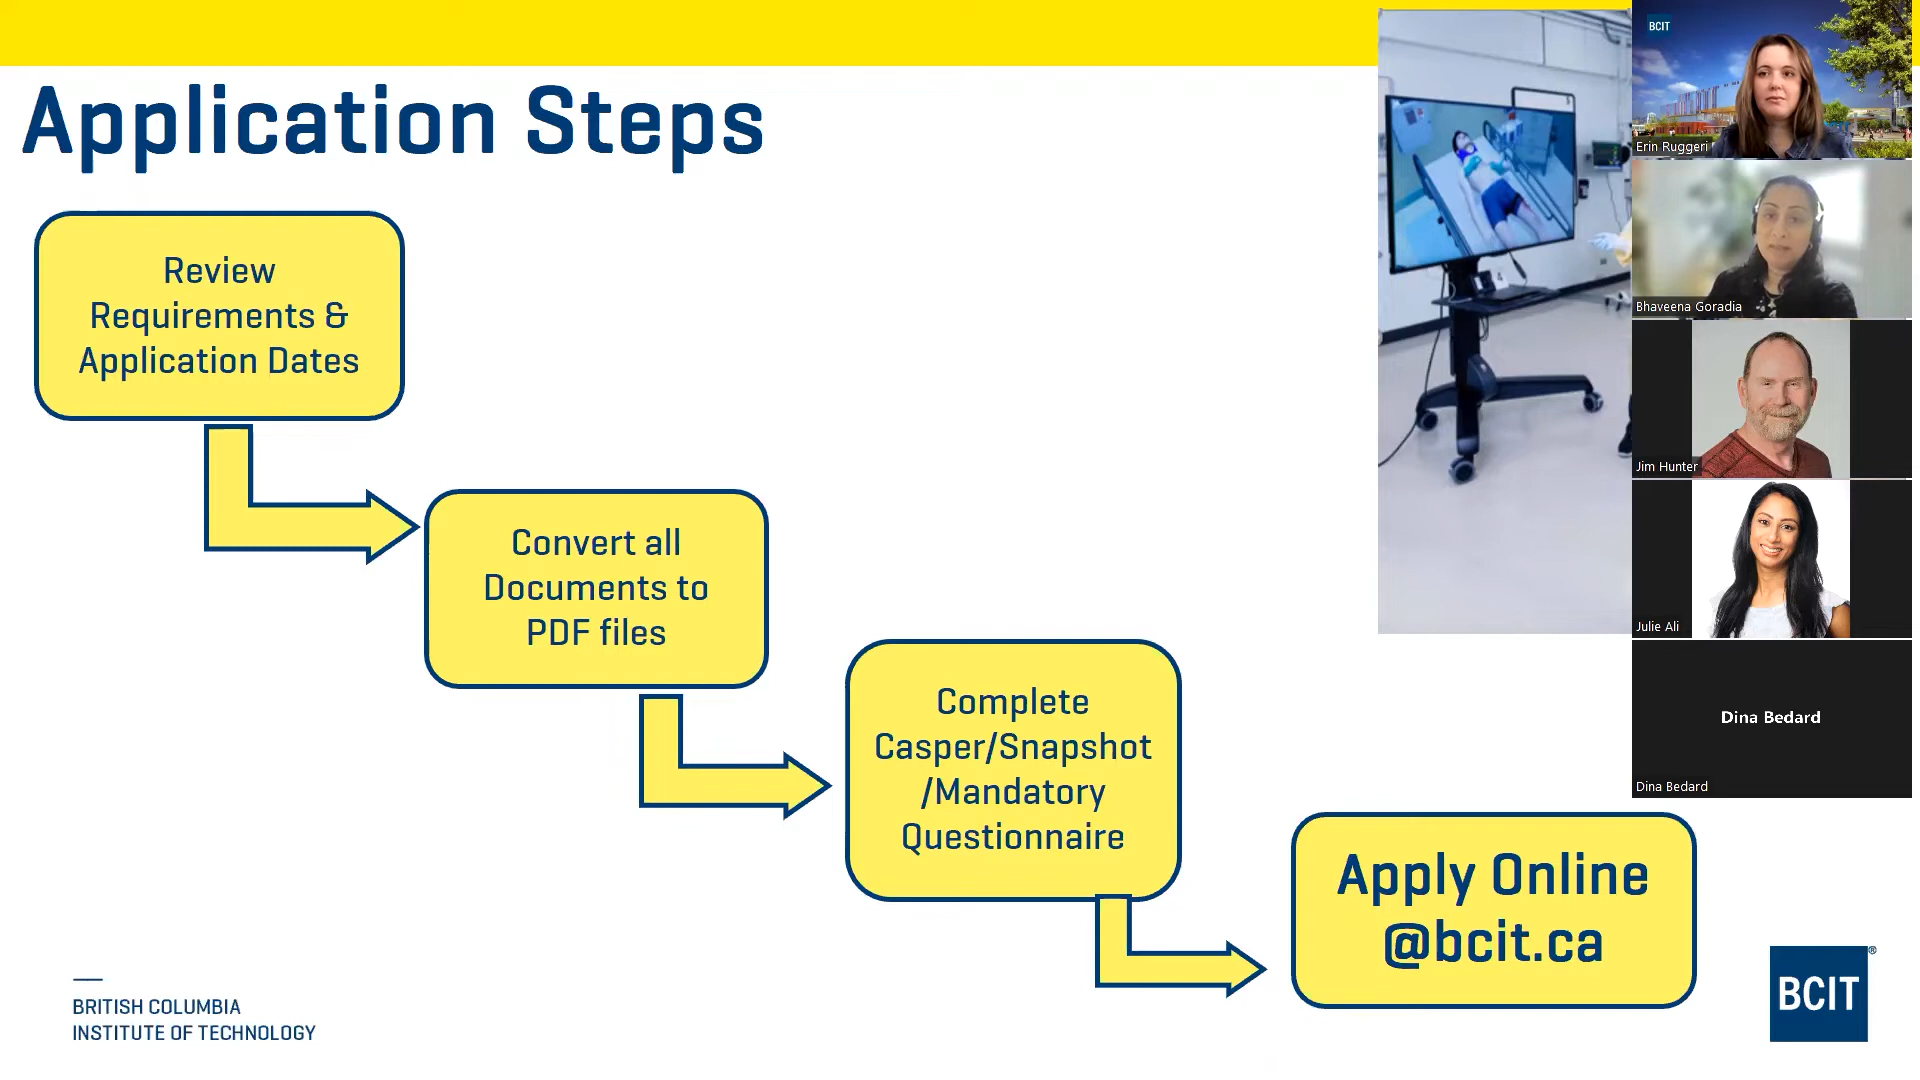 Application Steps
Review
Requirements &
Application Dates
Convert all
Documents to
PDF files
Complete
Casper/Snapshot
/Mandatory
Questionnaire
Apply Online
@bcit.ca
BRITISH COLUMBIA
INSTITUTE OF TECHNOLOGY
BCIT
®
BCIT
Erin Ruggeri
Bhaveena Goradia
Jim Hunter
Julie Ali
Dina Bedard
Dina Bedard